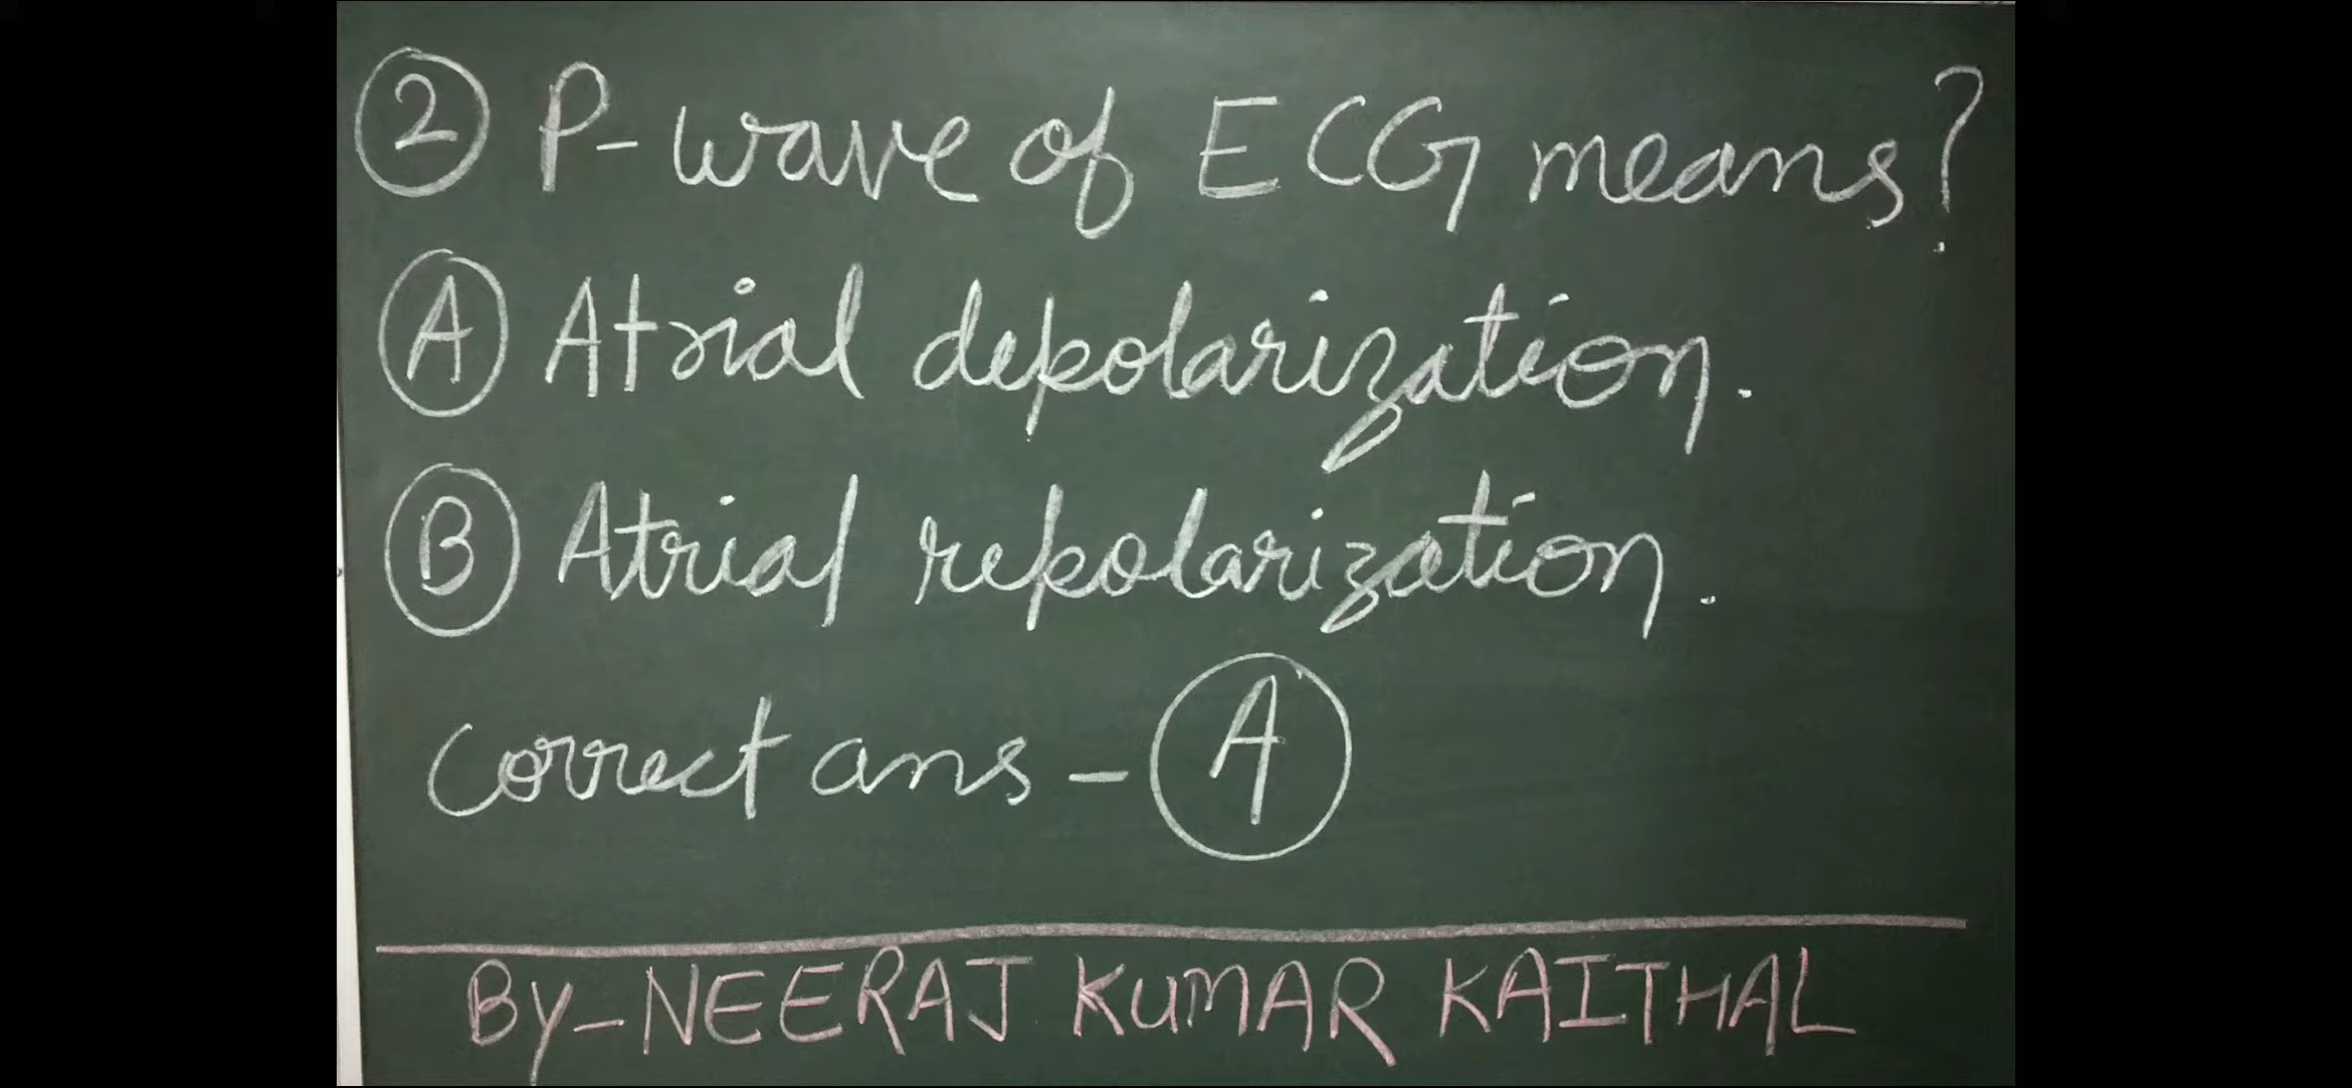 2 P-wave of ECG means?
A Atrial depolarization.
B Atrial repolarization.
correct ans - A
By-NEERAJ KUMAR KAITHAL